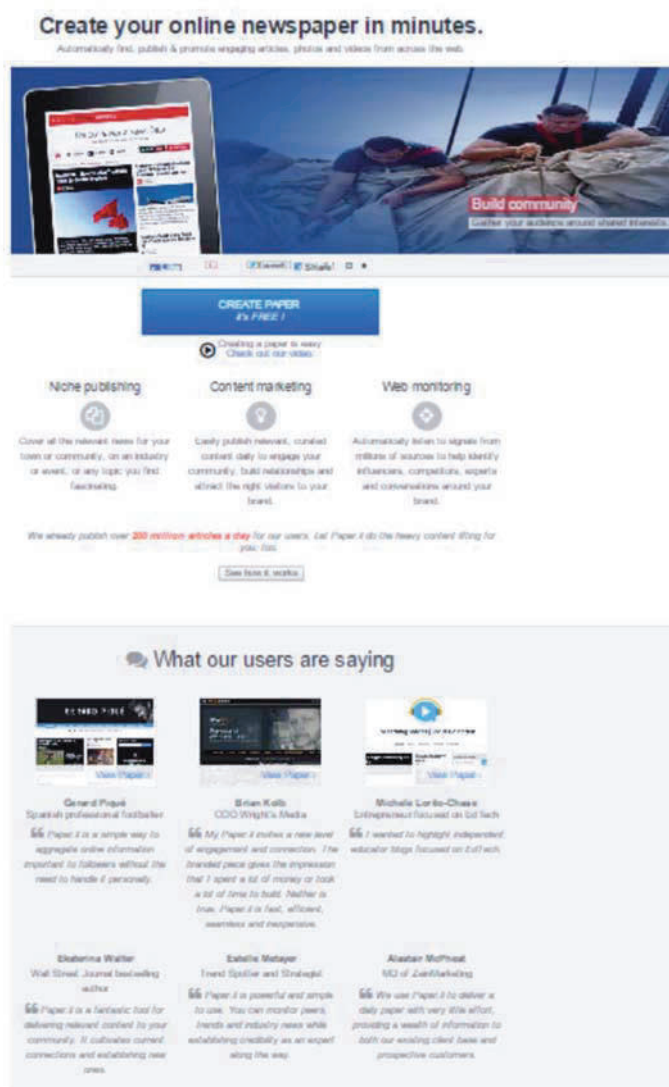 Create your online newspaper in minutes.
Automatically find, publish & promote engaging articles, photos and videos from across the web.
Build community
Gather your audience around shared interests.
CREATE PAPER
it's FREE !
Creating a paper is easy
Check out our video
Niche publishing
Content marketing
Web monitoring
Cover all the relevant news for your
town or community, on an industry
or event, or any topic you find
fascinating.
Easily publish relevant, curated
content daily to engage your
community, build relationships and
attract the right visitors to your
brand.
Automatically listen to signals from
millions of sources to help identify
influencers, competitors, experts
and conversations around your
brand.
We already publish over 200 million articles a day for our users. Let Paper.li do the heavy content lifting for
you, too.
See how it works
What our users are saying
View Paper
View Paper
View Paper
Gerard Piqué
Spanish professional footballer
❝ Paper.li is a simple way to
aggregate online information
important to followers without the
need to handle it personally.
Brian Kolb
COO Wright's Media
❝ My Paper.li invites a new level
of engagement and connection. The
branded piece gives the impression
that I spent a lot of money or took
a lot of time to build. Neither is
true. Paper.li is fast, efficient,
seamless and inexpensive.
Michelle
Entrepreneur focused on Ed Tech
❝ I wanted to highlight independent
educator blogs focused on EdTech.
Ekaterina Walter
Wall Street Journal bestselling
author
❝ Paper.li is a fantastic tool for
delivering relevant content to your
community. It cultivates current
connections and establishing new
ones.
Estelle Metayer
Trend Spotter and Strategist
❝ Paper.li is powerful and simple
to use. You can monitor peers,
trends and industry news while
establishing credibility as an expert
along the way.
Alastair McPheat
MD of ZenMarketing
❝ We use Paper.li to deliver a
daily paper with very little effort,
providing a wealth of information to
both our existing client base and
prospective customers.